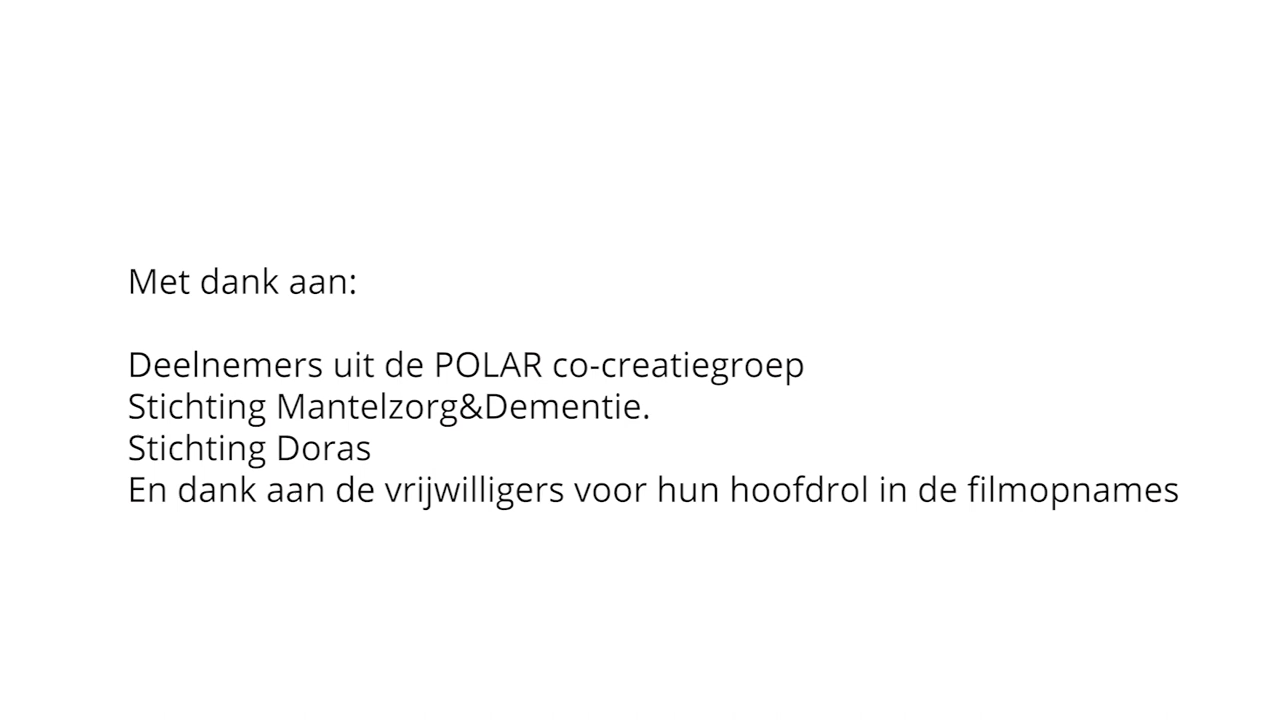 Met dank aan:
Deelnemers uit de POLAR co-creatiegroep
Stichting Mantelzorg&Dementie.
Stichting Doras
En dank aan de vrijwilligers voor hun hoofdrol in de filmopnames